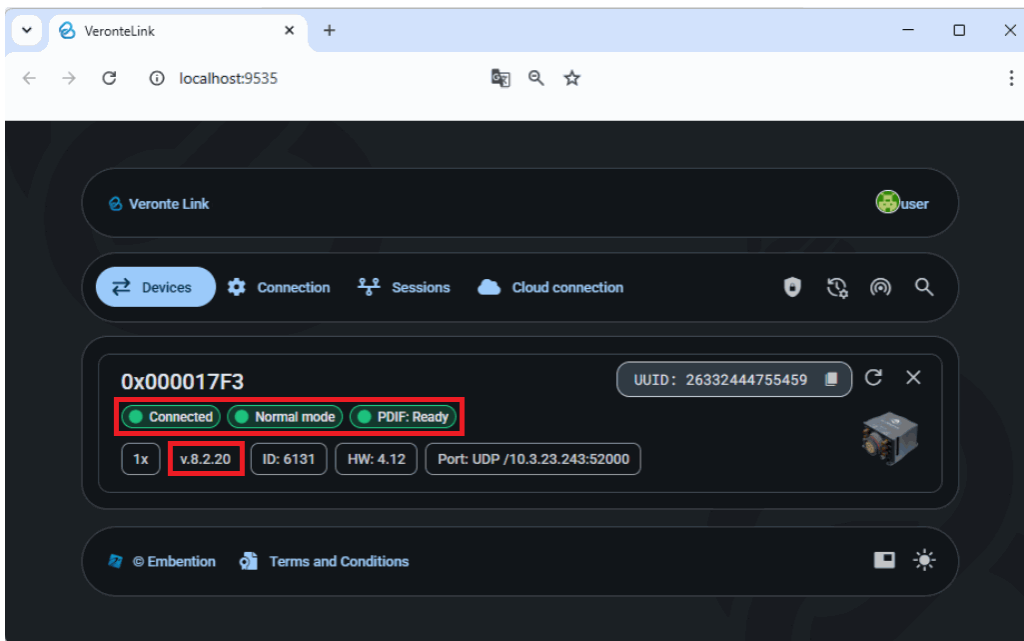 VeronteLink
localhost:9535
Veronte Link
user
Devices Connection Sessions Cloud connection
0x000017F3
UUID: 26332444755459
Connected Normal mode PDIF: Ready
1x v.8.2.20 ID: 6131 HW: 4.12 Port: UDP /10.3.23.243:52000
© Embention Terms and Conditions